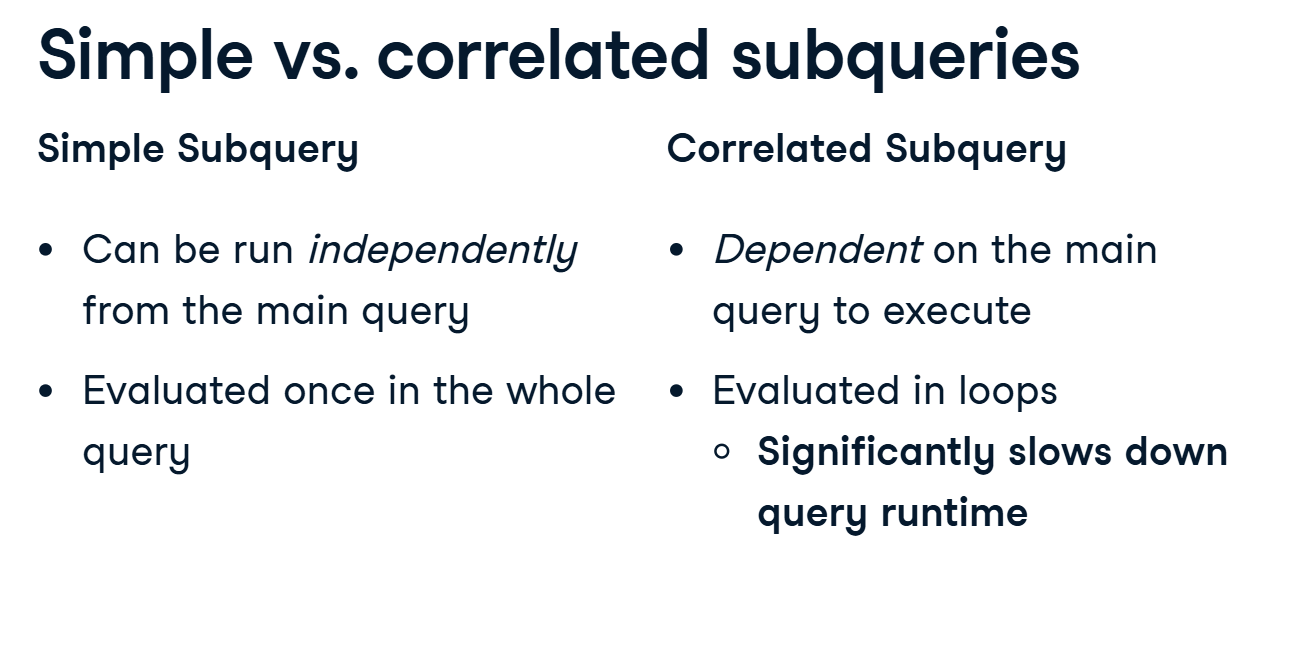 Simple vs. correlated subqueries
Simple Subquery
• Can be run independently
from the main query
• Evaluated once in the whole
query
Correlated Subquery
• Dependent on the main
query to execute
• Evaluated in loops
○ Significantly slows down
query runtime